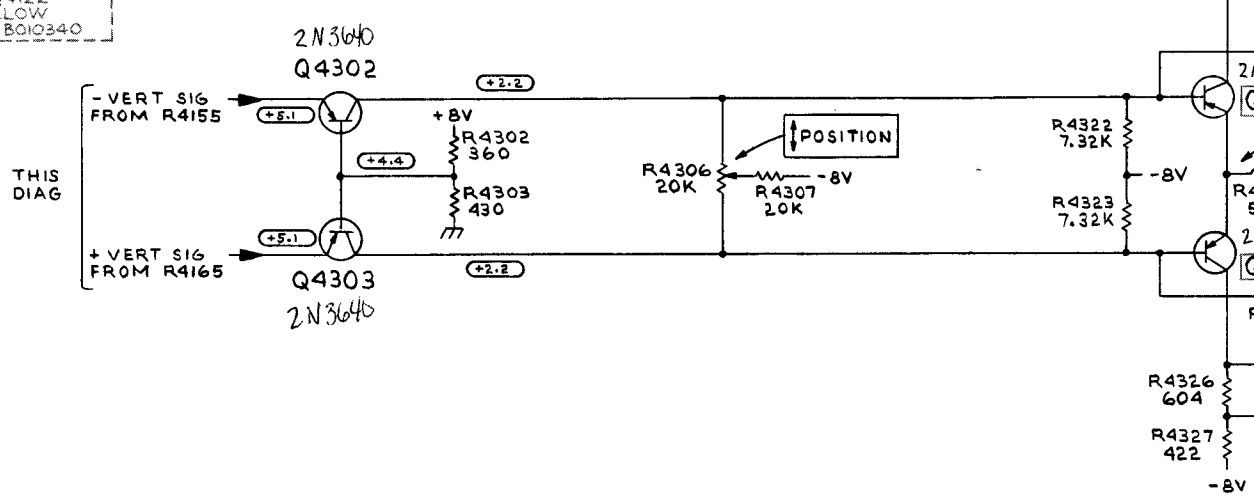 LOW
B010340
2N3640
Q4302
+2.2
- VERT SIG
FROM R4155
+5.1
+8V
R4302
360
+4.4
R4303
430
THIS
DIAG
+5.1
+ VERT SIG
FROM R4165
+2.2
Q4303
2N3640
POSITION
R4306
20K
-8V
R4307
20K
R4322
7.32K
-8V
R4323
7.32K
R4326
604
R4327
422
-8V